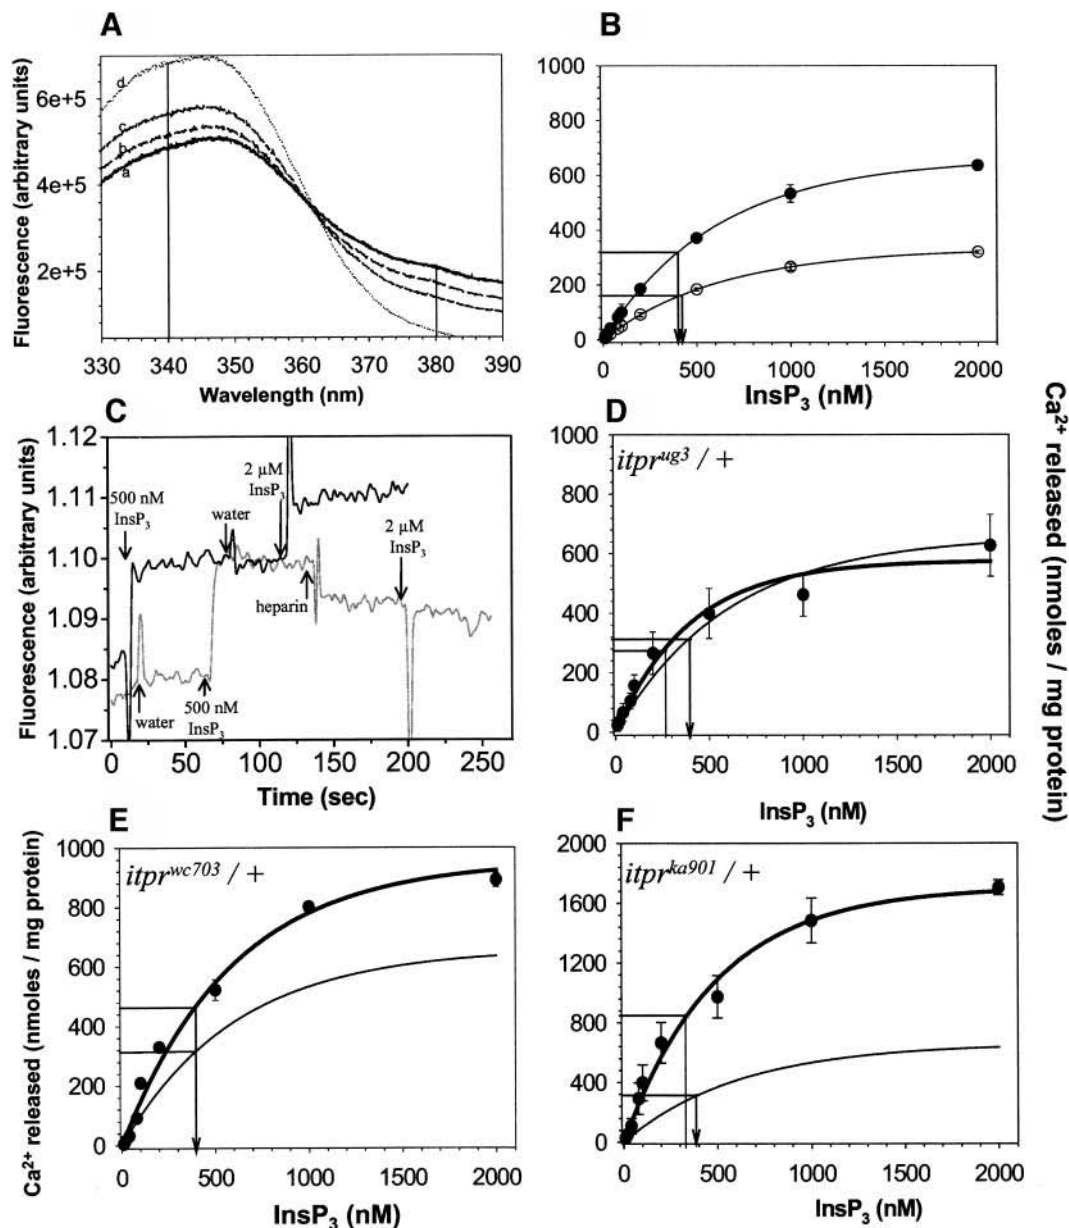 A
Fluorescence (arbitrary units)
6e+5
4e+5
2e+5
d
c
b
a
330 340 350 360 370 380 390
Wavelength (nm)
B
1000
800
600
400
200
0
0 500 1000 1500 2000
InsP3 (nM)
C
Fluorescence (arbitrary units)
1.12
1.11
1.10
1.09
1.08
1.07
500 nM
InsP3
water
2 µM
InsP3
2 µM
InsP3
heparin
water
500 nM
InsP3
0 50 100 150 200 250
Time (sec)
D
itpr^ug3 / +
1000
800
600
400
200
0
0 500 1000 1500 2000
InsP3 (nM)
Ca2+ released (nmoles / mg protein)
E
itpr^wc703 / +
Ca2+ released (nmoles / mg protein)
1000
800
600
400
200
0
0 500 1000 1500 2000
InsP3 (nM)
F
itpr^ka901 / +
2000
1600
1200
800
400
0
0 500 1000 1500 2000
InsP3 (nM)